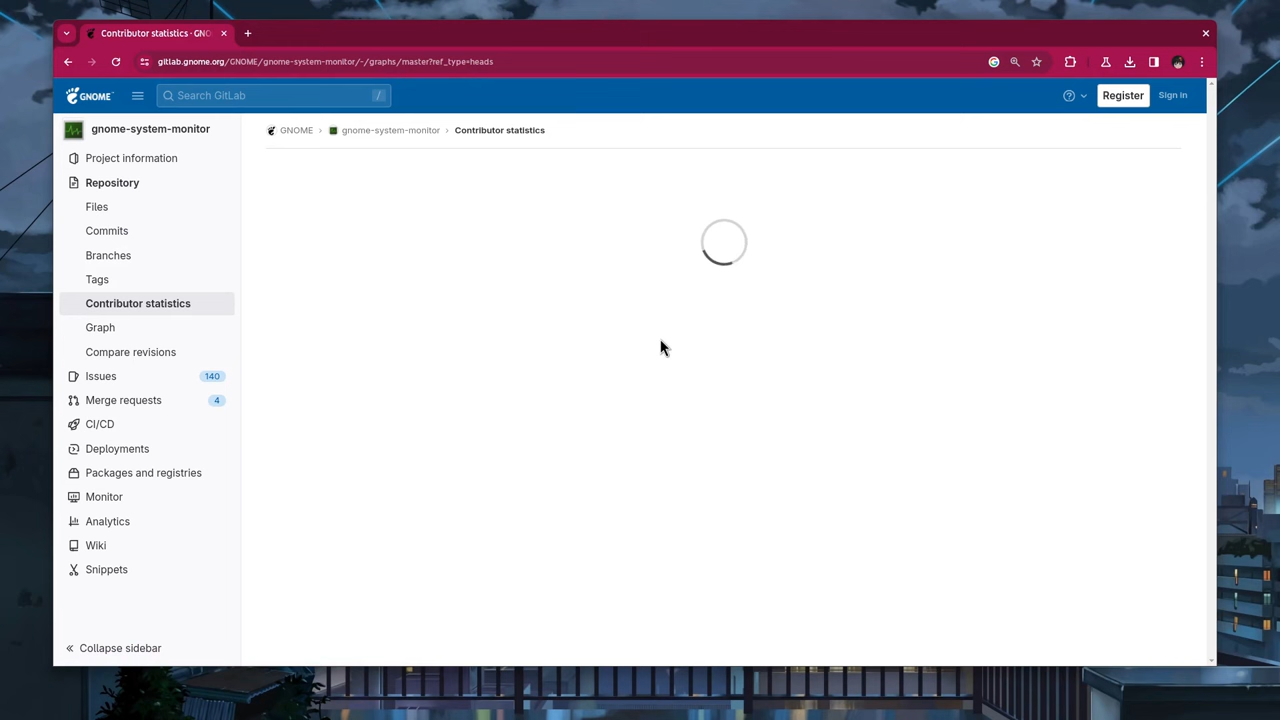 Contributor statistics · GNO
gitlab.gnome.org/GNOME/gnome-system-monitor/-/graphs/master?ref_type=heads
GNOME
Search GitLab
/
Register
Sign in
gnome-system-monitor
GNOME › gnome-system-monitor › Contributor statistics
Project information
Repository
Files
Commits
Branches
Tags
Contributor statistics
Graph
Compare revisions
Issues 140
Merge requests 4
CI/CD
Deployments
Packages and registries
Monitor
Analytics
Wiki
Snippets
Collapse sidebar